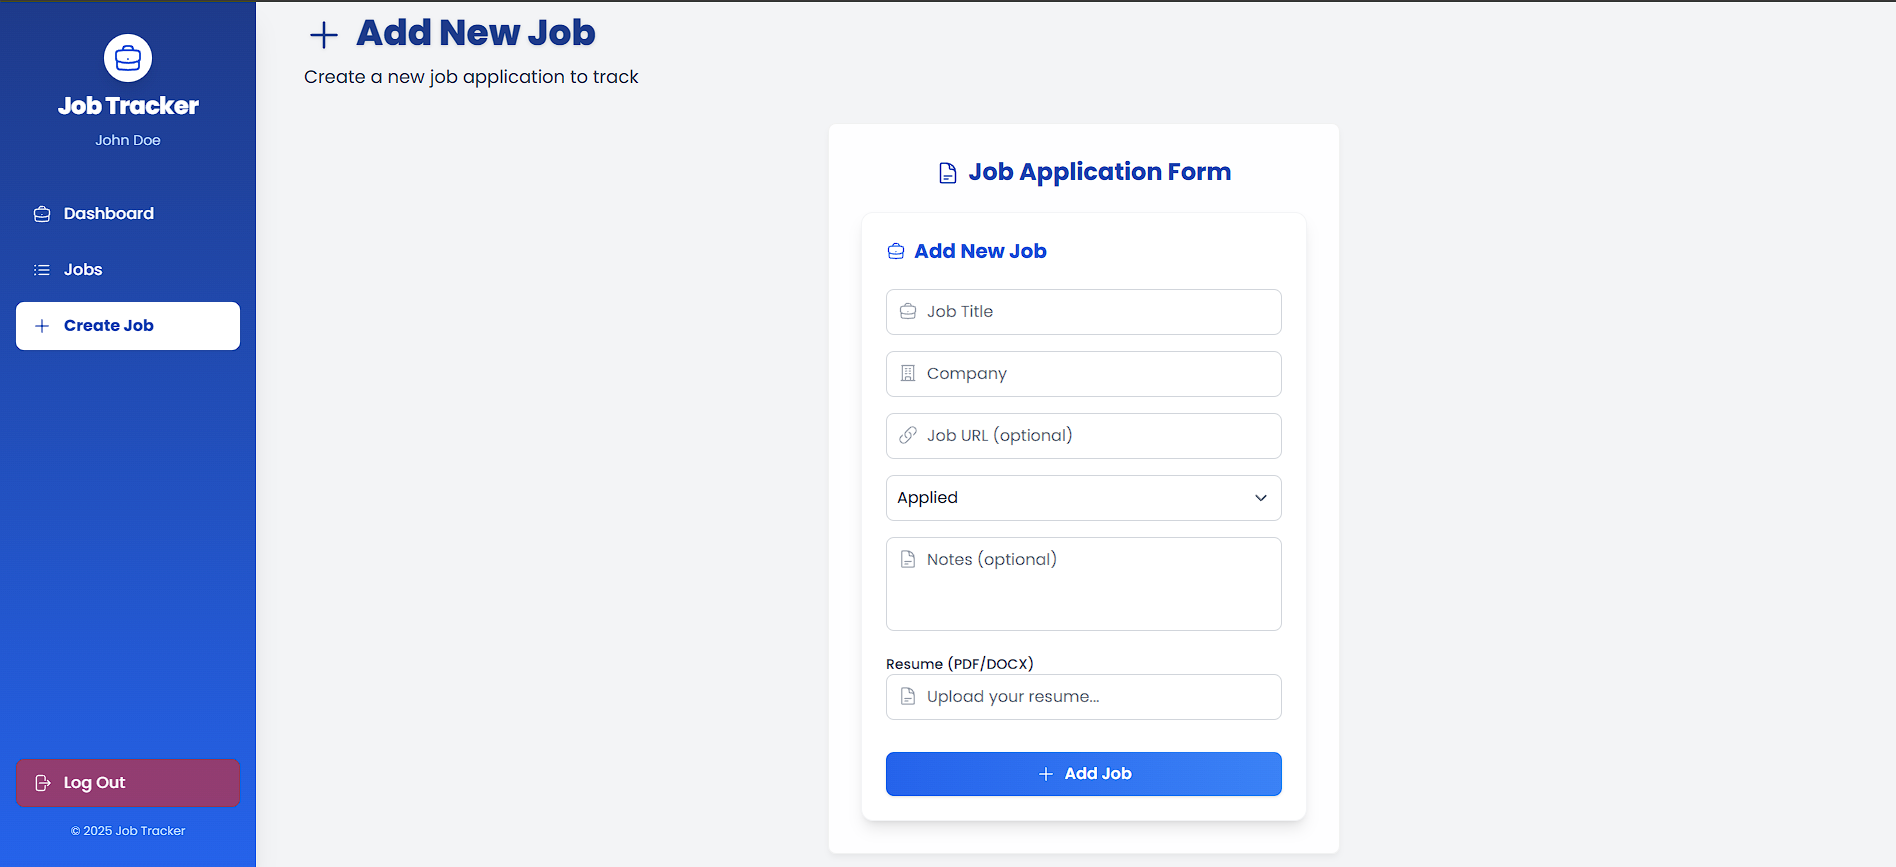 Job Tracker
John Doe
Dashboard
Jobs
Create Job
Log Out
© 2025 Job Tracker
Add New Job
Create a new job application to track
Job Application Form
Add New Job
Job Title
Company
Job URL (optional)
Applied
Notes (optional)
Resume (PDF/DOCX)
Upload your resume...
Add Job